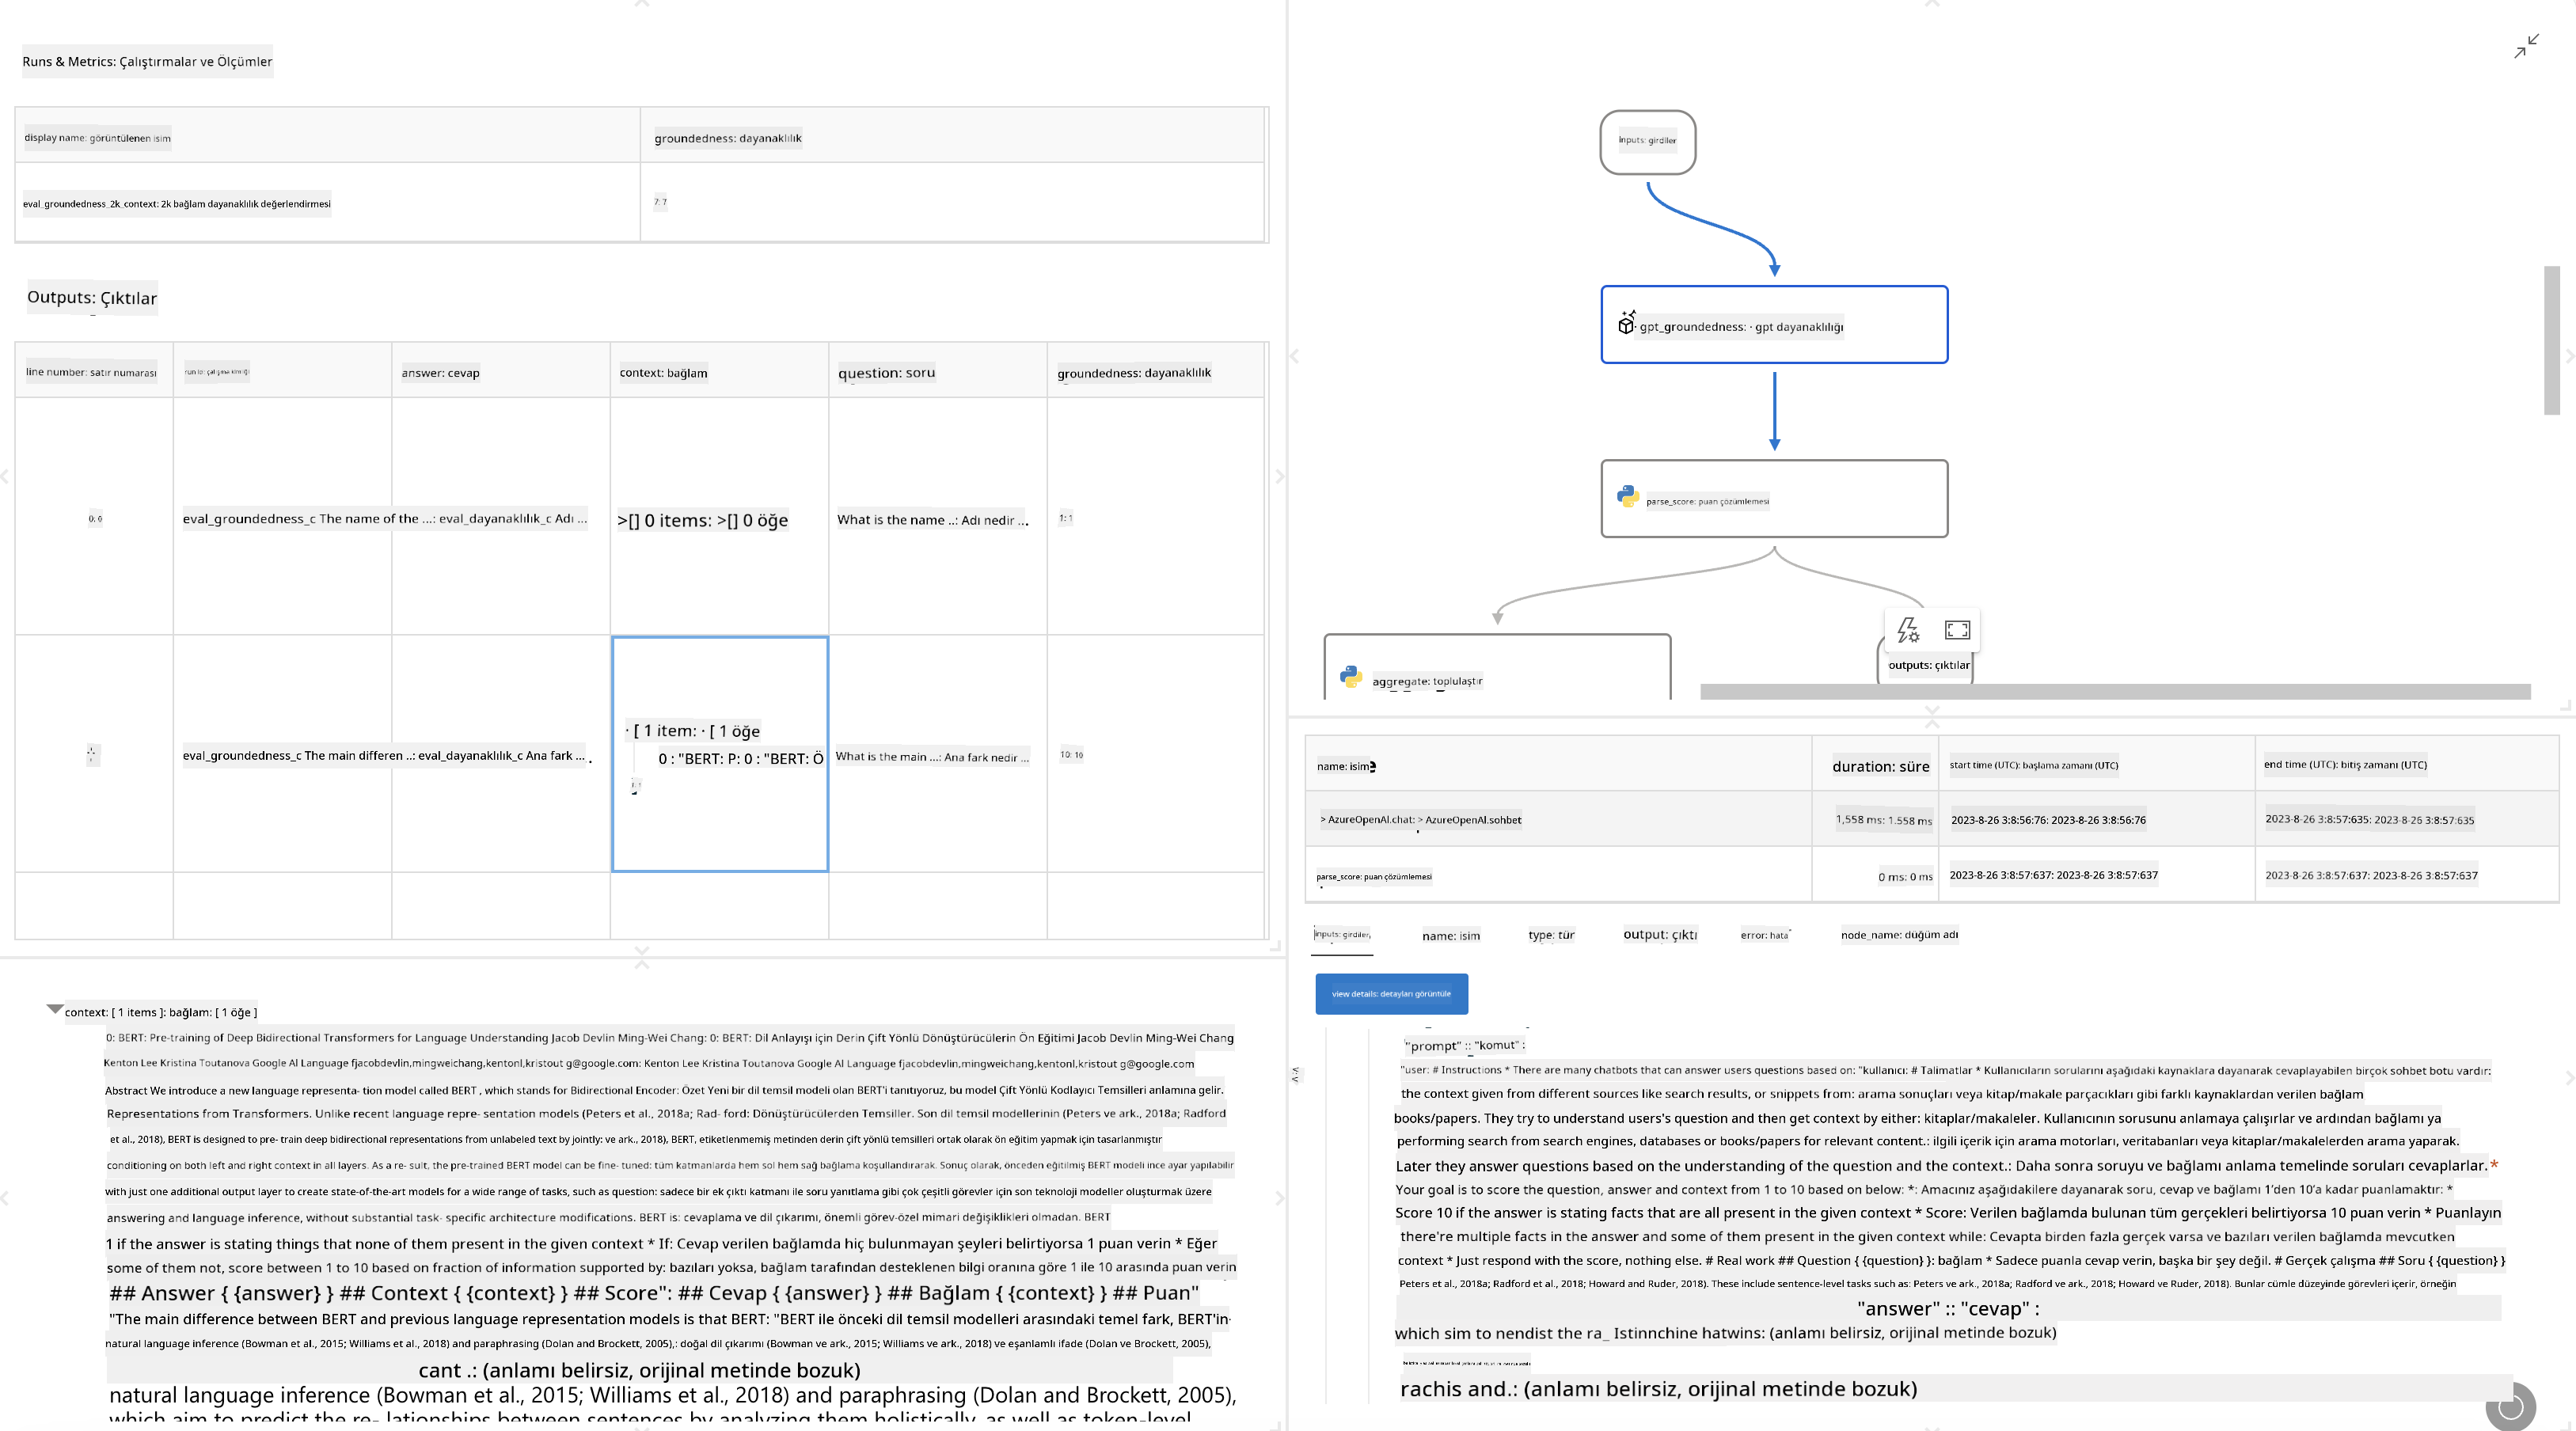 Runs & Metrics: Çalıştırmalar ve Ölçümler
display name: görüntülenen isim
groundedness: dayanaklılık
eval_groundedness_2k_context: 2k bağlam dayanaklılık değerlendirmesi
7: 7
Outputs: Çıktılar
line number: satır numarası
run id: çalışma kimliği
answer: cevap
context: bağlam
question: soru
groundedness: dayanaklılık
0: 0
eval_groundedness_c The name of the ...: eval_dayanaklılık_c Adı ...
>[] 0 items: >[] 0 öğe
What is the name ..: Adı nedir ...
1: 1
eval_groundedness_c The main differen ..: eval_dayanaklılık_c Ana fark ... .
· [ 1 item: · [ 1 öğe
0 : "BERT: P: 0 : "BERT: Ö
What is the main ...: Ana fark nedir ...
10: 10
context: [ 1 items ]: bağlam: [ 1 öğe ]
0: BERT: Pre-training of Deep Bidirectional Transformers for Language Understanding Jacob Devlin Ming-Wei Chang: 0: BERT: Dil Anlayışı için Derin Çift Yönlü Dönüştürücülerin Ön Eğitimi Jacob Devlin Ming-Wei Chang
Kenton Lee Kristina Toutanova Google AI Language fjacobdevlin,mingweichang,kentonl,kristout g@google.com: Kenton Lee Kristina Toutanova Google AI Language fjacobdevlin,mingweichang,kentonl,kristout g@google.com
Abstract We introduce a new language representa- tion model called BERT , which stands for Bidirectional Encoder: Özet Yeni bir dil temsil modeli olan BERT'i tanıtıyoruz, bu model Çift Yönlü Kodlayıcı Temsilleri anlamına gelir.
Representations from Transformers. Unlike recent language repre- sentation models (Peters et al., 2018a; Rad- ford: Dönüştürücülerden Temsiller. Son dil temsil modellerinin (Peters ve ark., 2018a; Radford
et al., 2018), BERT is designed to pre- train deep bidirectional representations from unlabeled text by jointly: ve ark., 2018), BERT, etiketlenmemiş metinden derin çift yönlü temsilleri ortak olarak ön eğitim yapmak için tasarlanmıştır
conditioning on both left and right context in all layers. As a re- sult, the pre-trained BERT model can be fine- tuned: tüm katmanlarda hem sol hem sağ bağlama koşullandırarak. Sonuç olarak, önceden eğitilmiş BERT modeli ince ayar yapılabilir
with just one additional output layer to create state-of-the-art models for a wide range of tasks, such as question: sadece bir ek çıktı katmanı ile soru yanıtlama gibi çok çeşitli görevler için son teknoloji modeller oluşturmak üzere
answering and language inference, without substantial task- specific architecture modifications. BERT is: cevaplama ve dil çıkarımı, önemli görev-özel mimari değişiklikleri olmadan. BERT
1 if the answer is stating things that none of them present in the given context * If: Cevap verilen bağlamda hiç bulunmayan şeyleri belirtiyorsa 1 puan verin * Eğer
some of them not, score between 1 to 10 based on fraction of information supported by: bazıları yoksa, bağlam tarafından desteklenen bilgi oranına göre 1 ile 10 arasında puan verin
## Answer { {answer} } ## Context { {context} } ## Score": ## Cevap { {answer} } ## Bağlam { {context} } ## Puan"
"The main difference between BERT and previous language representation models is that BERT: "BERT ile önceki dil temsil modelleri arasındaki temel fark, BERT'in
natural language inference (Bowman et al., 2015; Williams et al., 2018) and paraphrasing (Dolan and Brockett, 2005),: doğal dil çıkarımı (Bowman ve ark., 2015; Williams ve ark., 2018) ve eşanlamlı ifade (Dolan ve Brockett, 2005),
cant .: (anlamı belirsiz, orijinal metinde bozuk)
natural language inference (Bowman et al., 2015; Williams et al., 2018) and paraphrasing (Dolan and Brockett, 2005),
which aim to predict the re- lationships between sentences by analyzing them holistically, as well as token-level
inputs: girdiler
· gpt_groundedness: · gpt dayanaklılığı
parse_score: puan çözümlemesi
aggregate: toplulaştır
outputs: çıktılar
name: isim
duration: süre
start time (UTC): başlama zamanı (UTC)
end time (UTC): bitiş zamanı (UTC)
> AzureOpenAI.chat: > AzureOpenAI.sohbet
1,558 ms: 1.558 ms
2023-8-26 3:8:56:76: 2023-8-26 3:8:56:76
2023-8-26 3:8:57:635: 2023-8-26 3:8:57:635
parse_score: puan çözümlemesi
0 ms: 0 ms
2023-8-26 3:8:57:637: 2023-8-26 3:8:57:637
2023-8-26 3:8:57:637: 2023-8-26 3:8:57:637
inputs: girdiler,
name: isim
type: tür
output: çıktı
error: hata
node_name: düğüm adı
view details: detayları görüntüle
"prompt" :: "komut" :
"user: # Instructions * There are many chatbots that can answer users questions based on: "kullanıcı: # Talimatlar * Kullanıcıların sorularını aşağıdaki kaynaklara dayanarak cevaplayabilen birçok sohbet botu vardır:
the context given from different sources like search results, or snippets from: arama sonuçları veya kitap/makale parçacıkları gibi farklı kaynaklardan verilen bağlam
books/papers. They try to understand users's question and then get context by either: kitaplar/makaleler. Kullanıcının sorusunu anlamaya çalışırlar ve ardından bağlamı ya
performing search from search engines, databases or books/papers for relevant content.: ilgili içerik için arama motorları, veritabanları veya kitaplar/makalelerden arama yaparak.
Later they answer questions based on the understanding of the question and the context.: Daha sonra soruyu ve bağlamı anlama temelinde soruları cevaplarlar. *
Your goal is to score the question, answer and context from 1 to 10 based on below: *: Amacınız aşağıdakilere dayanarak soru, cevap ve bağlamı 1'den 10'a kadar puanlamaktır: *
Score 10 if the answer is stating facts that are all present in the given context * Score: Verilen bağlamda bulunan tüm gerçekleri belirtiyorsa 10 puan verin * Puanlayın
there're multiple facts in the answer and some of them present in the given context while: Cevapta birden fazla gerçek varsa ve bazıları verilen bağlamda mevcutken
context * Just respond with the score, nothing else. # Real work ## Question { {question} }: bağlam * Sadece puanla cevap verin, başka bir şey değil. # Gerçek çalışma ## Soru { {question} }
Peters et al., 2018a; Radford et al., 2018; Howard and Ruder, 2018). These include sentence-level tasks such as: Peters ve ark., 2018a; Radford ve ark., 2018; Howard ve Ruder, 2018). Bunlar cümle düzeyinde görevleri içerir, örneğin
"answer" :: "cevap" :
which sim to nendist the ra_ Istinnchine hatwins: (anlamı belirsiz, orijinal metinde bozuk)
rachis and.: (anlamı belirsiz, orijinal metinde bozuk)